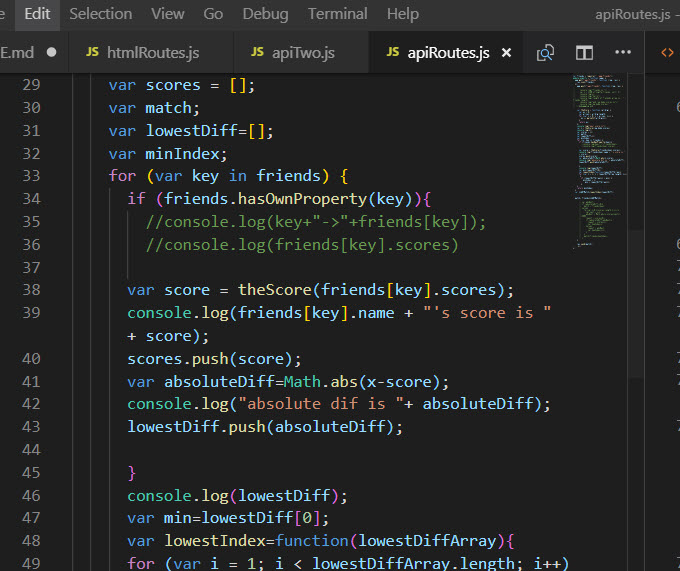 Edit Selection View Go Debug Terminal Help apiRoutes.js -
E.md ● JS htmlRoutes.js JS apiTwo.js JS apiRoutes.js × ••• <>
29 var scores = [];
30 var match;
31 var lowestDiff=[];
32 var minIndex;
33 for (var key in friends) {
34 if (friends.hasOwnProperty(key)){
35 //console.log(key+"->"+friends[key]);
36 //console.log(friends[key].scores)
37
38 var score = theScore(friends[key].scores);
39 console.log(friends[key].name + "'s score is "
+ score);
40 scores.push(score);
41 var absoluteDiff=Math.abs(x-score);
42 console.log("absolute dif is "+ absoluteDiff);
43 lowestDiff.push(absoluteDiff);
44
45 }
46 console.log(lowestDiff);
47 var min=lowestDiff[0];
48 var lowestIndex=function(lowestDiffArray){
49 for (var i = 1; i < lowestDiffArray.length; i++)